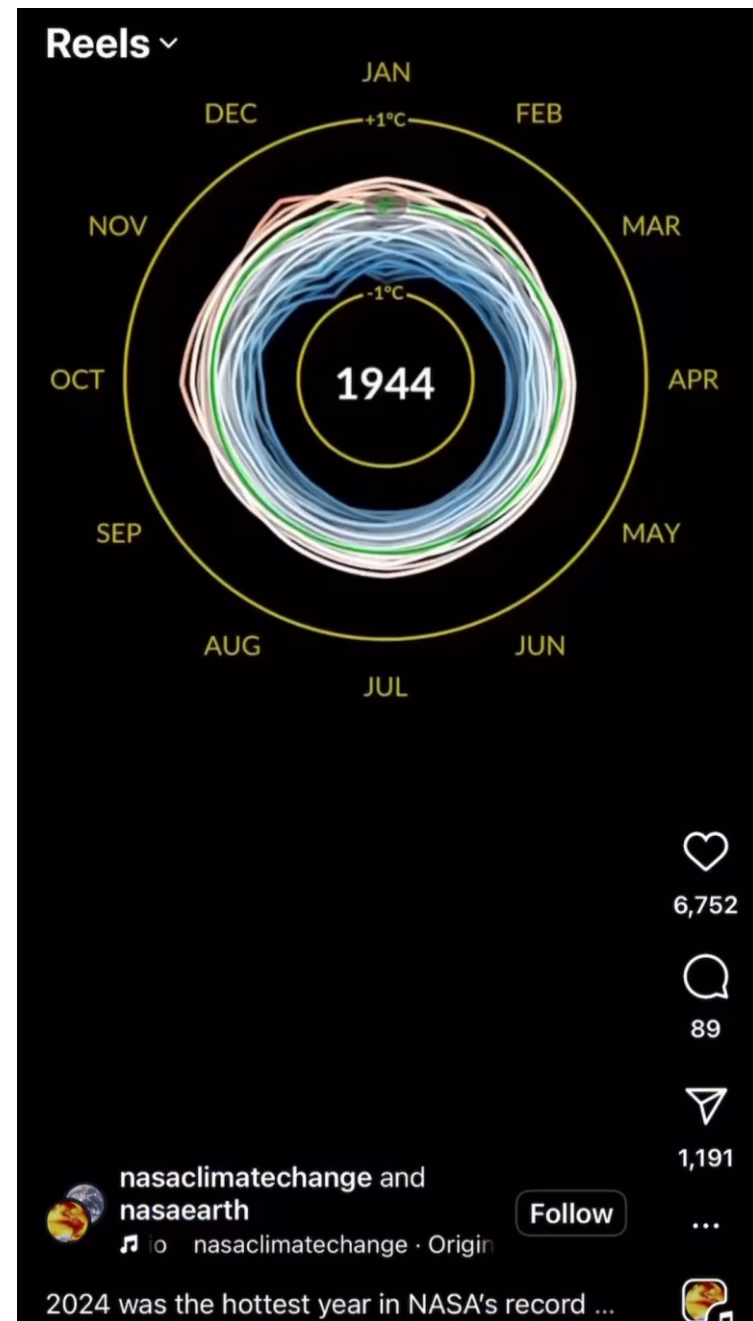 Reels
JAN
DEC
FEB
+1°C
NOV
MAR
-1°C
OCT
1944
APR
SEP
MAY
AUG
JUN
JUL
6,752
89
1,191
nasaclimatechange and
nasaearth
Follow
io nasaclimatechange · Origin
...
2024 was the hottest year in NASA's record ...